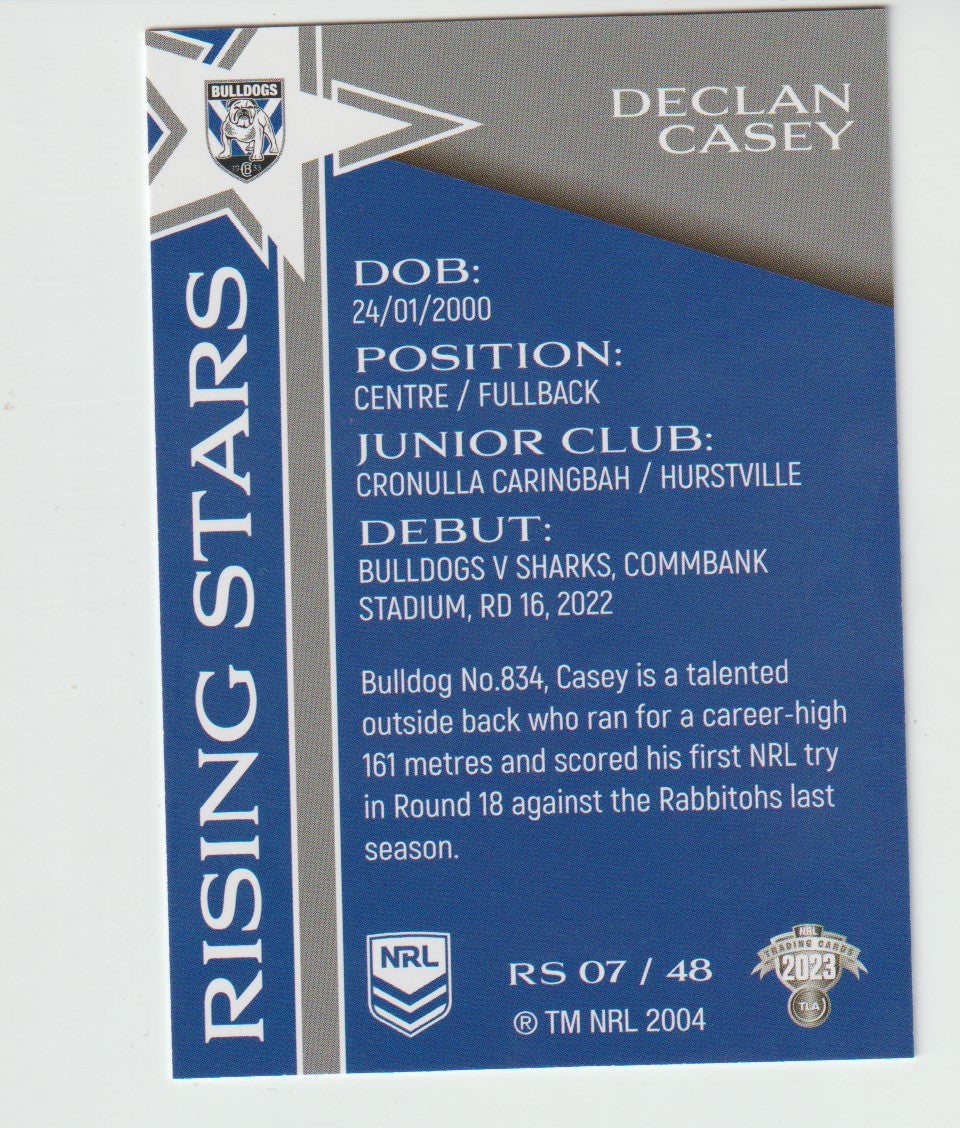 BULLDOGS
19 CB 35
DECLAN
CASEY
RISING STARS
DOB:
24/01/2000
POSITION:
CENTRE / FULLBACK
JUNIOR CLUB:
CRONULLA CARINGBAH / HURSTVILLE
DEBUT:
BULLDOGS V SHARKS, COMMBANK
STADIUM, RD 16, 2022
Bulldog No.834, Casey is a talented
outside back who ran for a career-high
161 metres and scored his first NRL try
in Round 18 against the Rabbitohs last
season.
NRL
RS 07 / 48
® TM NRL 2004
NRL
TRADING CARDS
2023
TLA